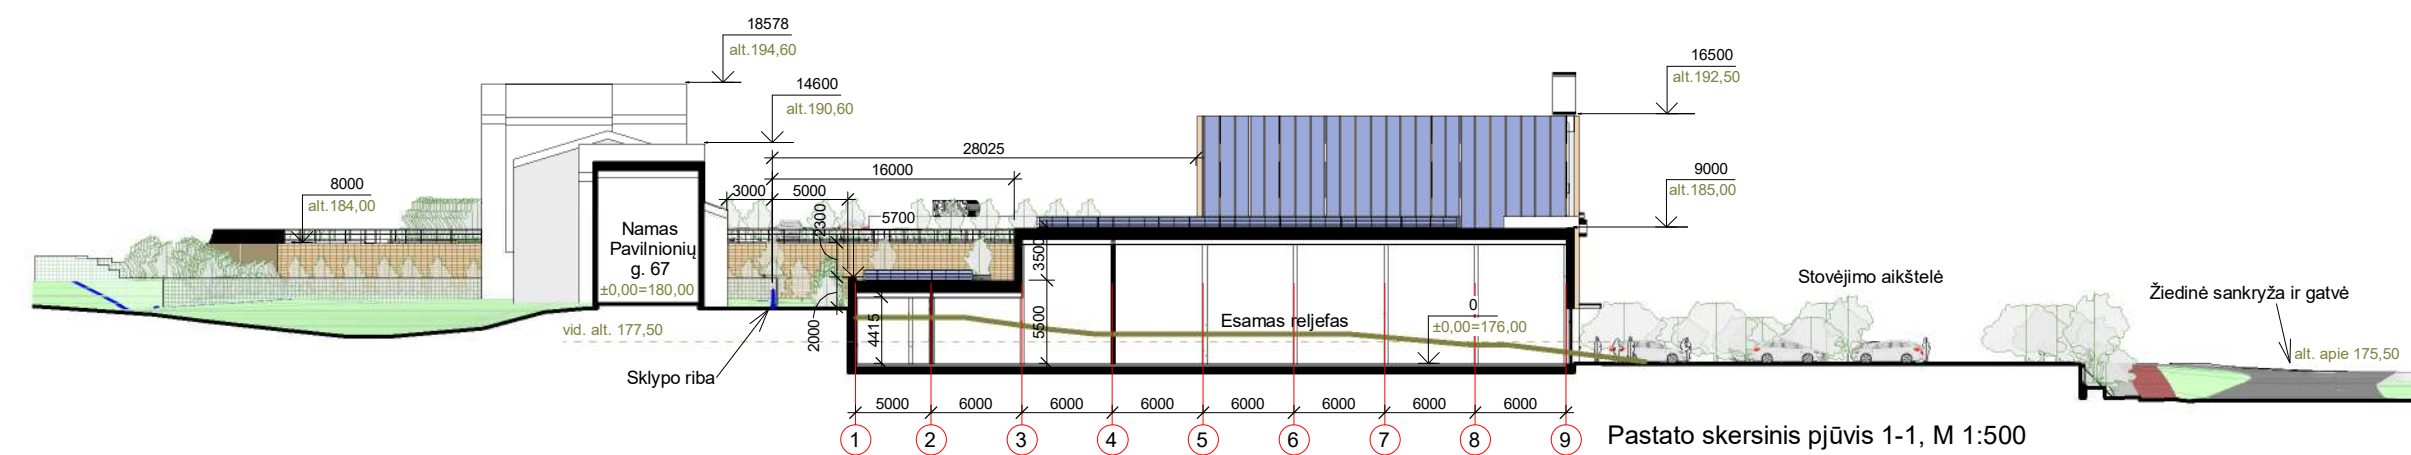 18578
alt.194,60
14600
alt.190,60
16500
alt.192,50
28025
16000
9000
alt.185,00
8000
alt.184,00
3000
5000
5700
2300
Namas
Pavilnionių
g. 67
±0,00=180,00
3500
Stovėjimo aikštelė
Žiedinė sankryža ir gatvė
0
±0,00=176,00
Esamas reljefas
vid. alt. 177,50
2000
4415
5500
alt. apie 175,50
Sklypo riba
5000
6000
6000
6000
6000
6000
6000
6000
1
2
3
4
5
6
7
8
9
Pastato skersinis pjūvis 1-1, M 1:500